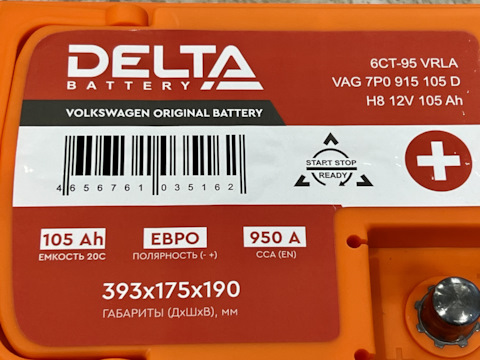 DELTA
BATTERY
6CT-95 VRLA
VAG 7P0 915 105 D
H8 12V 105 Ah
VOLKSWAGEN ORIGINAL BATTERY
4 656761 035162
START STOP
READY
105 Ah
ЕМКОСТЬ 20С
ЕВРО
ПОЛЯРНОСТЬ (- +)
950 A
CCA (EN)
393x175x190
ГАБАРИТЫ (ДхШхВ), мм